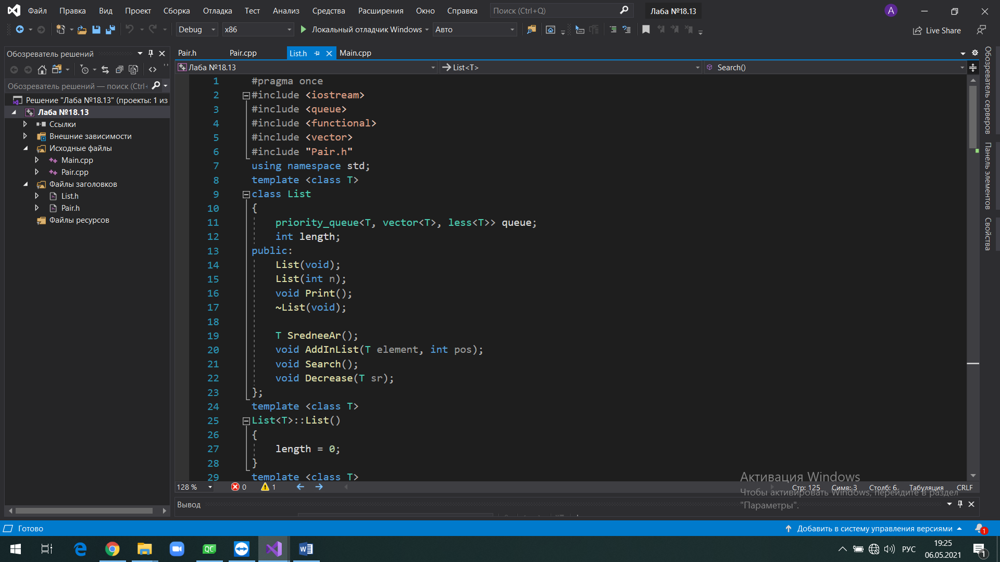 Файл Правка Вид Проект Сборка Отладка Тест Анализ Средства Расширения Окно Справка Поиск (Ctrl+Q) Лаба №18.13 A
Debug x86 Локальный отладчик Windows Авто Live Share
Обозреватель решений
Обозреватель решений — поиск (Ctrl+
Решение "Лаба №18.13" (проекты: 1 из
Лаба №18.13
Ссылки
Внешние зависимости
Исходные файлы
Main.cpp
Pair.cpp
Файлы заголовков
List.h
Pair.h
Файлы ресурсов
Pair.h Pair.cpp List.h Main.cpp
Лаба №18.13 List<T> Search()
1 #pragma once
2 #include <iostream>
3 #include <queue>
4 #include <functional>
5 #include <vector>
6 #include "Pair.h"
7 using namespace std;
8 template <class T>
9 class List
10 {
11 priority_queue<T, vector<T>, less<T>> queue;
12 int length;
13 public:
14 List(void);
15 List(int n);
16 void Print();
17 ~List(void);
18
19 T SredneeAr();
20 void AddInList(T element, int pos);
21 void Search();
22 void Decrease(T sr);
23 };
24 template <class T>
25 List<T>::List()
26 {
27 length = 0;
28 }
29 template <class T>
128 % 0 1 Стр: 125 Симв: 3 Столб: 6 Табуляция CRLF
Обозреватель серверов
Панель элементов
Свойства
Активация Windows
Чтобы активировать Windows, перейдите в раздел
"Параметры".
Вывод
Готово Добавить в систему управления версиями 1
QC W РУС 19:25
06.05.2021 1